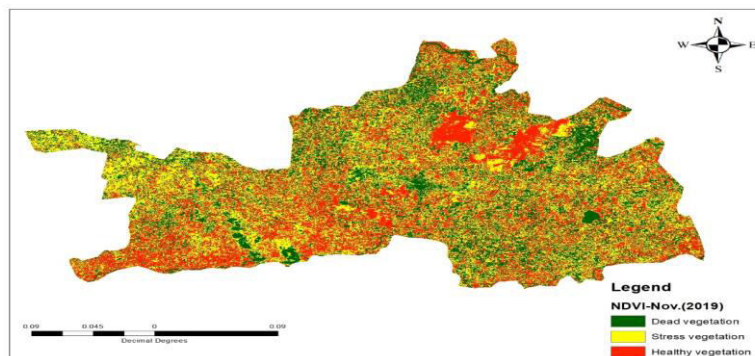 N
W E
S
Legend
NDVI-Nov.(2019)
Dead vegetation
Stress vegetation
Healthy vegetation
0.09 0.045 0 0.09
Decimal Degrees